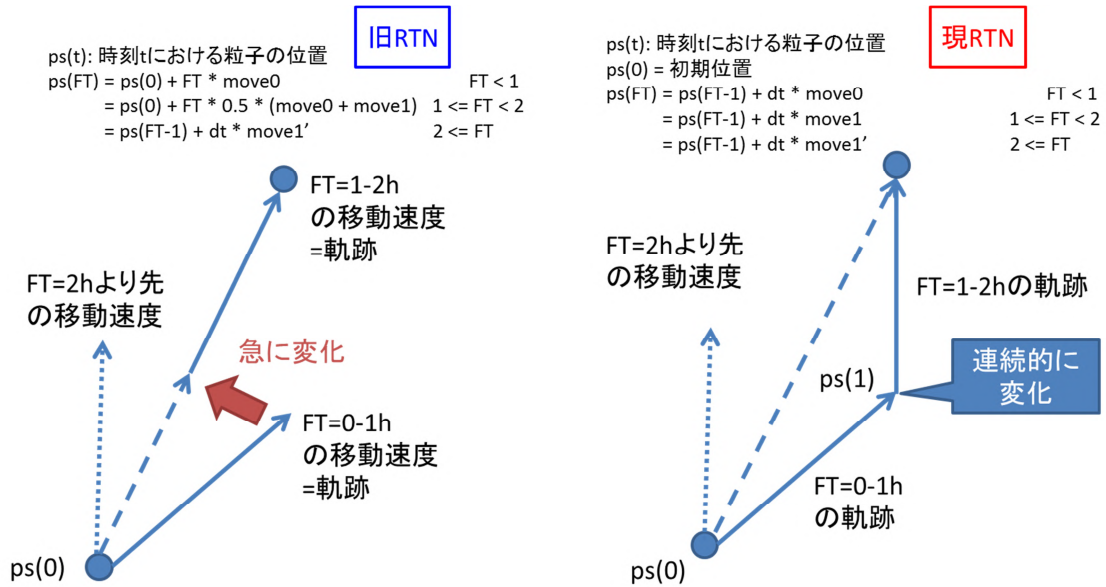 旧RTN
ps(t): 時刻tにおける粒子の位置
ps(FT) = ps(0) + FT * move0 FT < 1
= ps(0) + FT * 0.5 * (move0 + move1) 1 <= FT < 2
= ps(FT-1) + dt * move1’ 2 <= FT
FT=1-2h
の移動速度
=軌跡
FT=2hより先
の移動速度
急に変化
FT=0-1h
の移動速度
=軌跡
ps(0)
現RTN
ps(t): 時刻tにおける粒子の位置
ps(0) = 初期位置
ps(FT) = ps(FT-1) + dt * move0 FT < 1
= ps(FT-1) + dt * move1 1 <= FT < 2
= ps(FT-1) + dt * move1’ 2 <= FT
FT=2hより先
の移動速度
FT=1-2hの軌跡
連続的に
変化
ps(1)
FT=0-1h
の軌跡
ps(0)